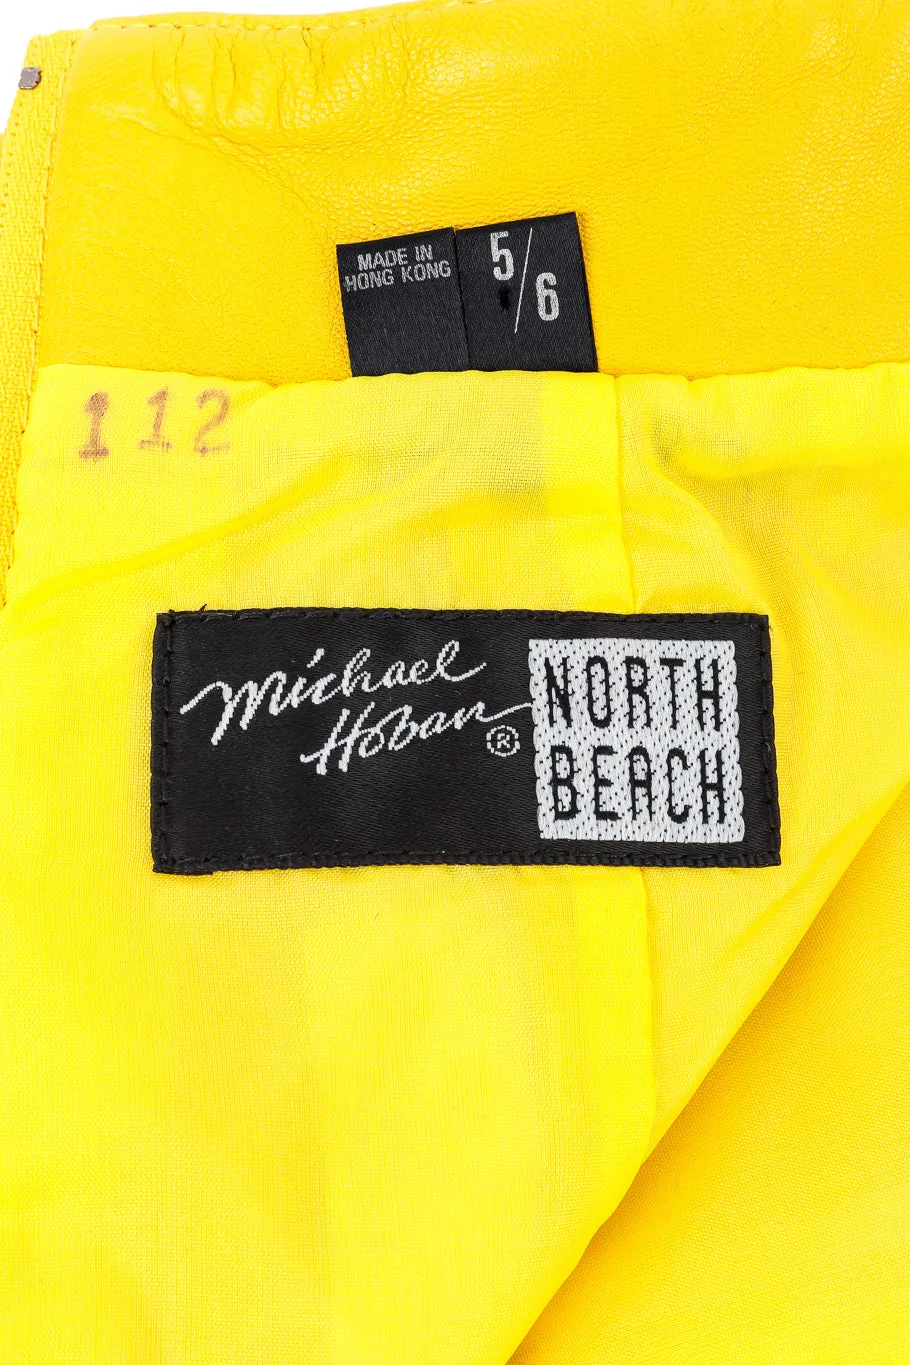 MADE IN
HONG KONG
5/6
112
Michael
Hoban
®
NORTH
BEACH